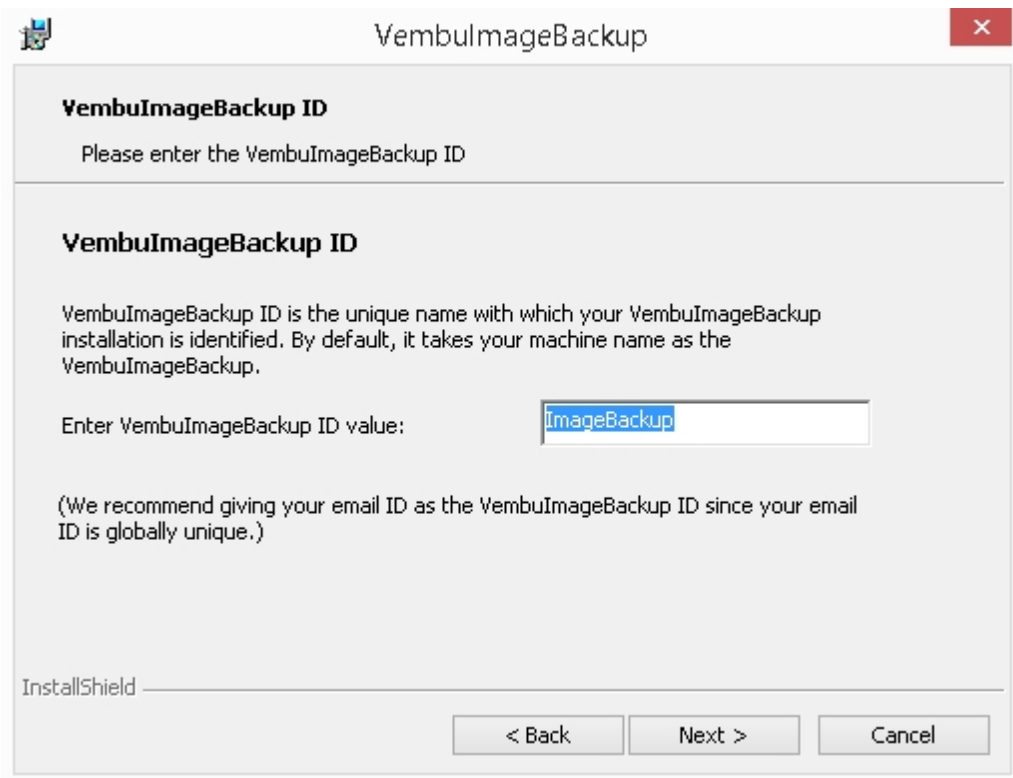 VembuImageBackup
VembuImageBackup ID
Please enter the VembuImageBackup ID
VembuImageBackup ID
VembuImageBackup ID is the unique name with which your VembuImageBackup
installation is identified. By default, it takes your machine name as the
VembuImageBackup.
Enter VembuImageBackup ID value:
ImageBackup
(We recommend giving your email ID as the VembuImageBackup ID since your email
ID is globally unique.)
InstallShield
< Back
Next >
Cancel